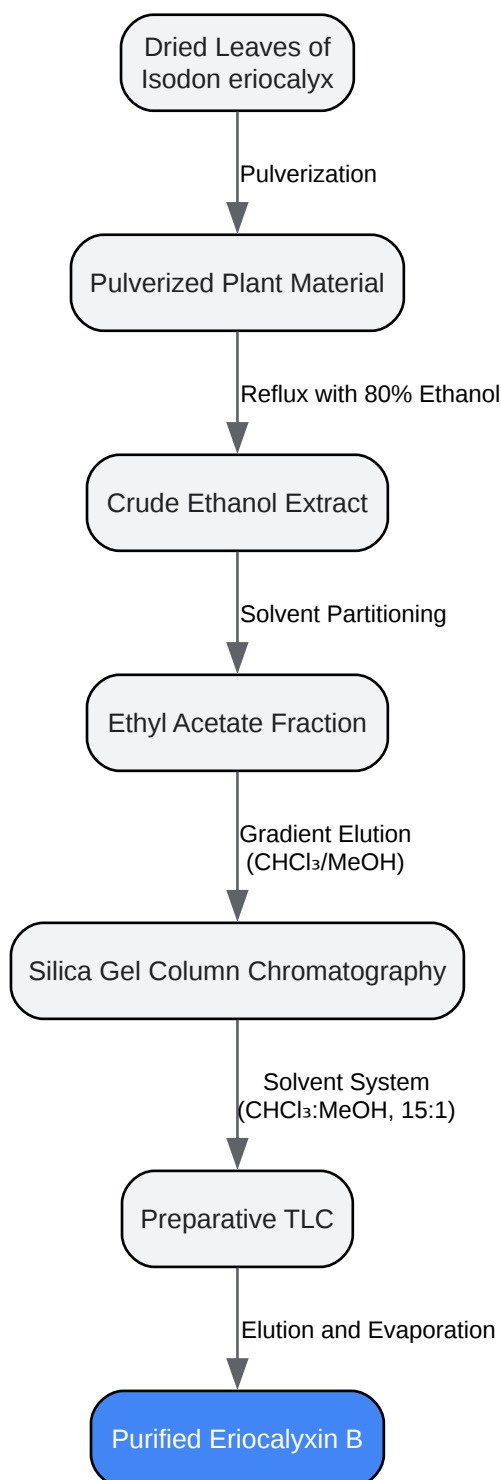 Dried Leaves of
Isodon eriocalyx
Pulverization
Pulverized Plant Material
Reflux with 80% Ethanol
Crude Ethanol Extract
Solvent Partitioning
Ethyl Acetate Fraction
Gradient Elution
(CHCl₃/MeOH)
Silica Gel Column Chromatography
Solvent System
(CHCl₃:MeOH, 15:1)
Preparative TLC
Elution and Evaporation
Purified Eriocalyxin B